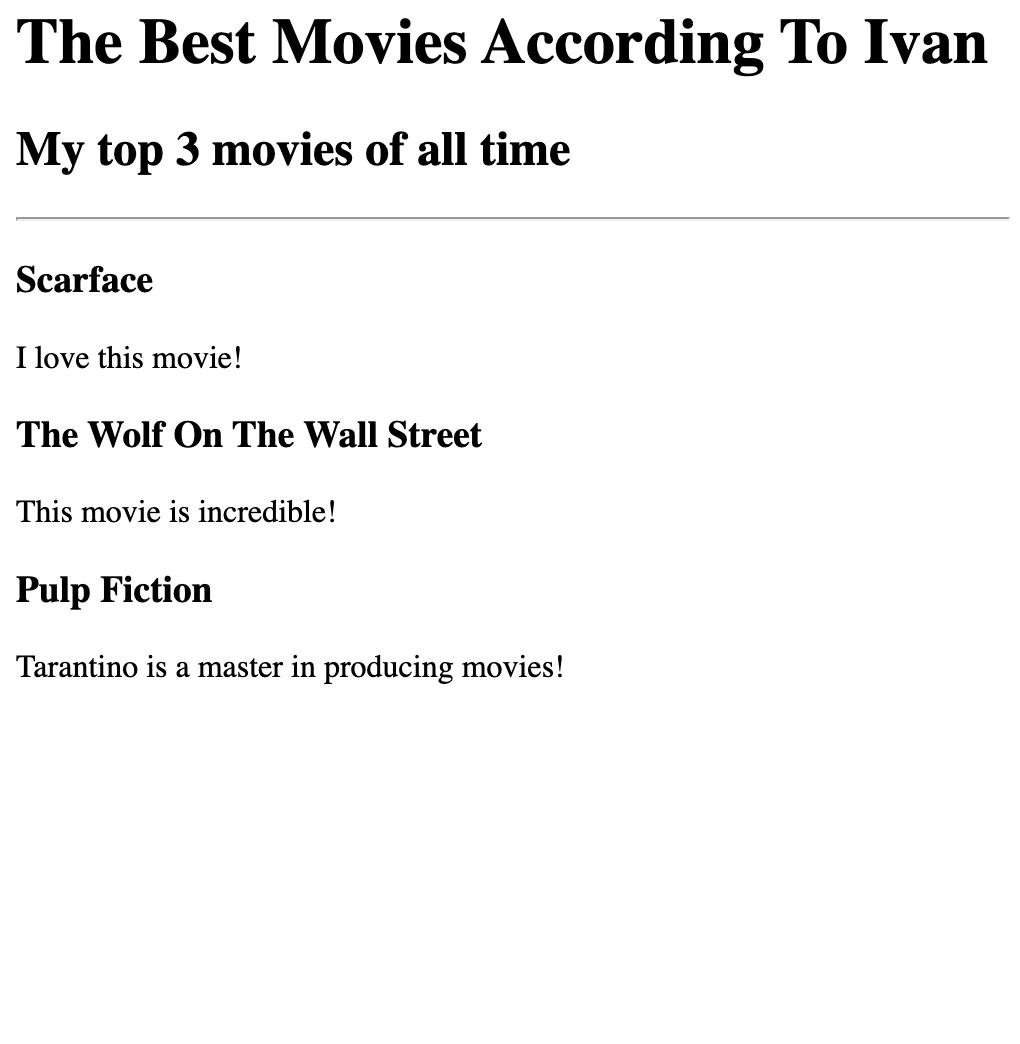 The Best Movies According To Ivan
My top 3 movies of all time
Scarface
I love this movie!
The Wolf On The Wall Street
This movie is incredible!
Pulp Fiction
Tarantino is a master in producing movies!